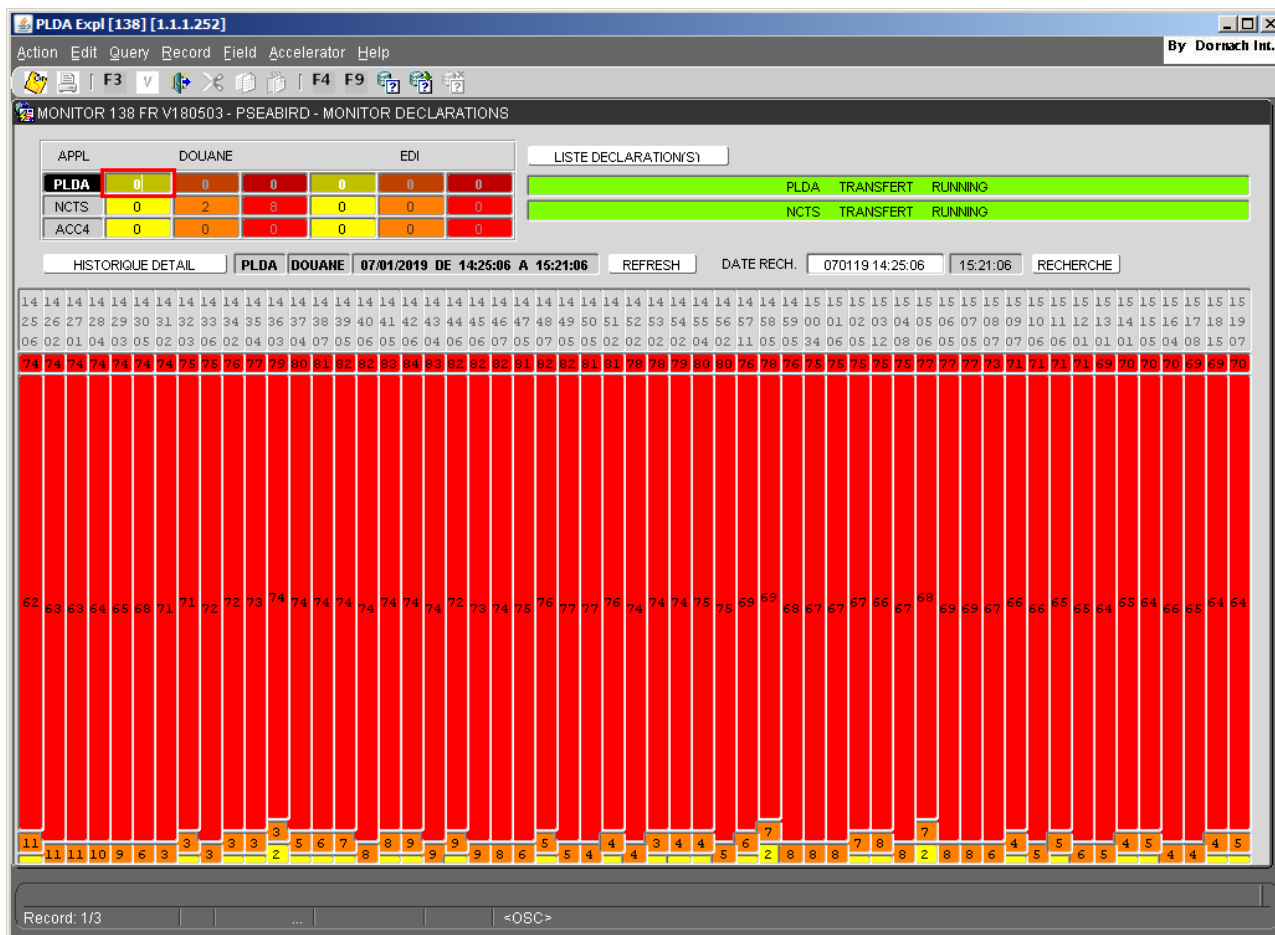 PLDA Expl [138] [1.1.1.252]
Action Edit Query Record Field Accelerator Help
By Dornach Int.
F3 V F4 F9
MONITOR 138 FR V180503 - PSEABIRD - MONITOR DECLARATIONS
APPL DOUANE EDI LISTE DECLARATION(S)
PLDA 0 0 0 0 0 0 PLDA TRANSFERT RUNNING
NCTS 0 2 8 0 0 0 NCTS TRANSFERT RUNNING
ACC4 0 0 0 0 0 0
HISTORIQUE DETAIL PLDA DOUANE 07/01/2019 DE 14:25:06 A 15:21:06 REFRESH DATE RECH. 070119 14:25:06 15:21:06 RECHERCHE
14 14 14 14 14 14 14 14 14 14 14 14 14 14 14 14 14 14 14 14 14 14 14 14 14 14 14 14 14 14 14 14 14 14 14 15 15 15 15 15 15 15 15 15 15 15 15 15 15 15 15 15 15 15 15
25 26 27 28 29 30 31 32 33 34 35 36 37 38 39 40 41 42 43 44 45 46 47 48 49 50 51 52 53 54 55 56 57 58 59 00 01 02 03 04 05 06 07 08 09 10 11 12 13 14 15 16 17 18 19
06 02 01 04 03 05 02 03 06 02 04 03 04 07 05 06 05 06 04 06 06 07 05 07 05 05 02 02 02 02 04 02 11 05 05 34 06 05 12 08 06 05 05 07 07 06 06 01 01 01 05 04 08 15 07
74 74 74 74 74 74 74 75 75 76 77 79 80 81 82 82 83 84 83 82 82 82 81 82 82 81 81 78 78 79 80 80 76 78 76 75 75 75 75 75 77 77 77 73 71 71 71 71 69 70 70 70 69 69 70
62 63 63 64 65 68 71 71 72 72 73 74 74 74 74 74 74 74 74 72 73 74 75 76 77 77 76 74 74 74 75 75 69 69 68 67 67 67 66 67 68 69 69 67 66 66 65 65 64 65 64 66 65 64 64
11 11 11 10 9 6 3 3 3 3 3 3 5 6 7 8 8 9 9 9 9 8 6 5 5 4 4 4 3 4 4 5 6 7 8 8 8 7 8 8 7 8 8 6 4 5 5 6 5 4 5 4 4 4 5
2 2 2
Record: 1/3 ... <OSC>